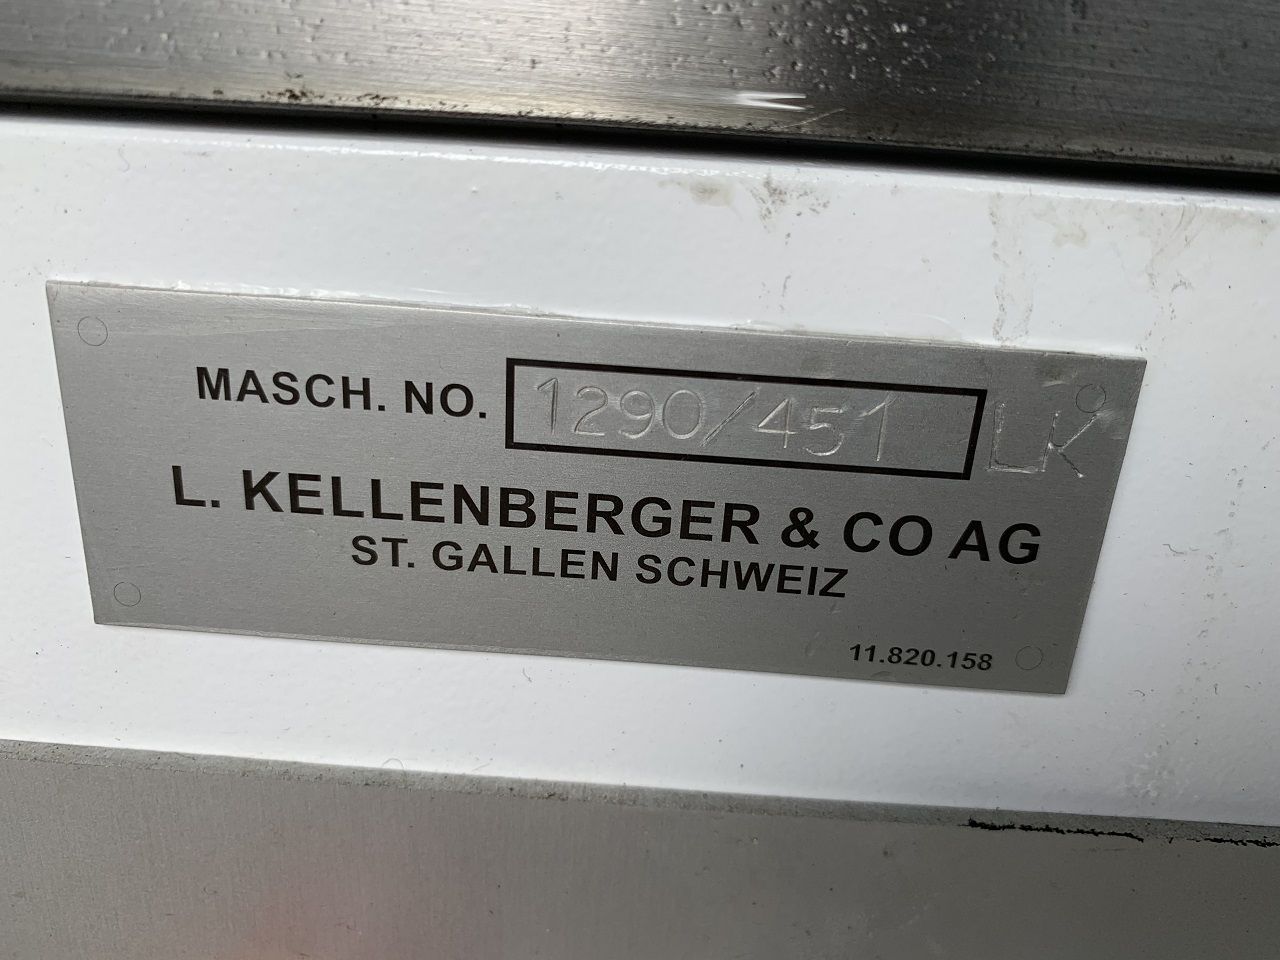 MASCH. NO. 1290/451 LK
L. KELLENBERGER & CO AG
ST. GALLEN SCHWEIZ
11.820.158